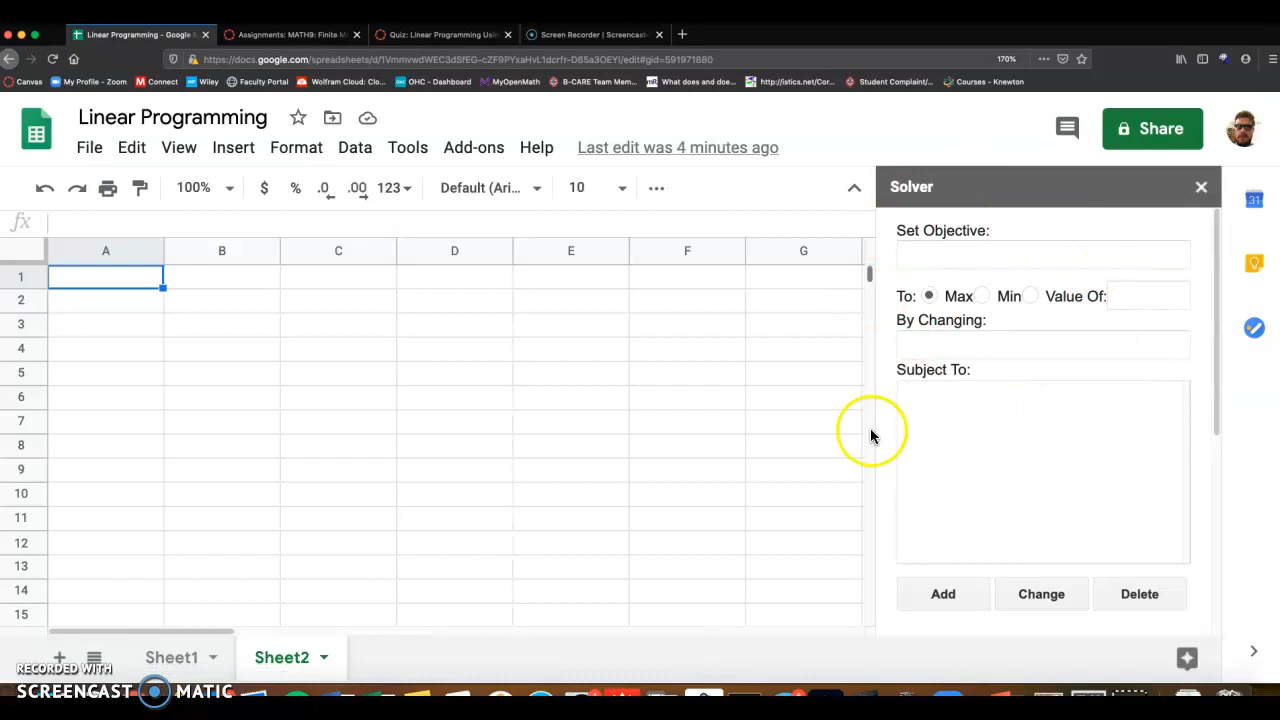 Linear Programming - Google S
Assignments: MATH9: Finite M
Quiz: Linear Programming Usin
Screen Recorder | Screencast-
https://docs.google.com/spreadsheets/d/1VmmvwdWEC3dSfEG-cZF9PYxaHvL1dcrfr-D65a3OEYI/edit#gid=591971880
170%
Canvas
My Profile - Zoom
Connect
Wiley
Faculty Portal
Wolfram Cloud: Log...
OHC - Dashboard
MyOpenMath
B-CARE Team Mem...
What does and doe...
http://istics.net/Cor...
Student Complaint/...
Courses - Knewton
Linear Programming
Share
File Edit View Insert Format Data Tools Add-ons Help Last edit was 4 minutes ago
100% $ % .0 .00 123 Default (Ari... 10
Solver
fx
Set Objective:
A B C D E F G
1
2
3
4
5
6
7
8
9
10
11
12
13
14
15
To: Max Min Value Of:
By Changing:
Subject To:
Add Change Delete
Sheet1 Sheet2
31
RECORDED WITH
SCREENCAST MATIC